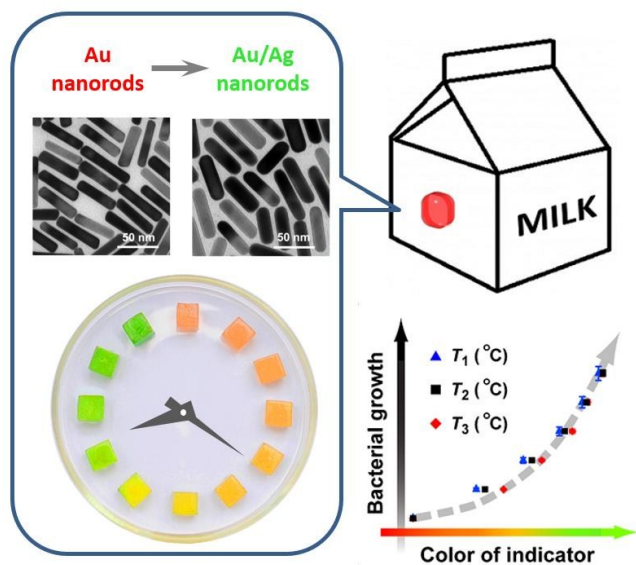 Au nanorods
Au/Ag nanorods
50 nm
50 nm
MILK
T1 (°C)
T2 (°C)
T3 (°C)
Bacterial growth
Color of indicator